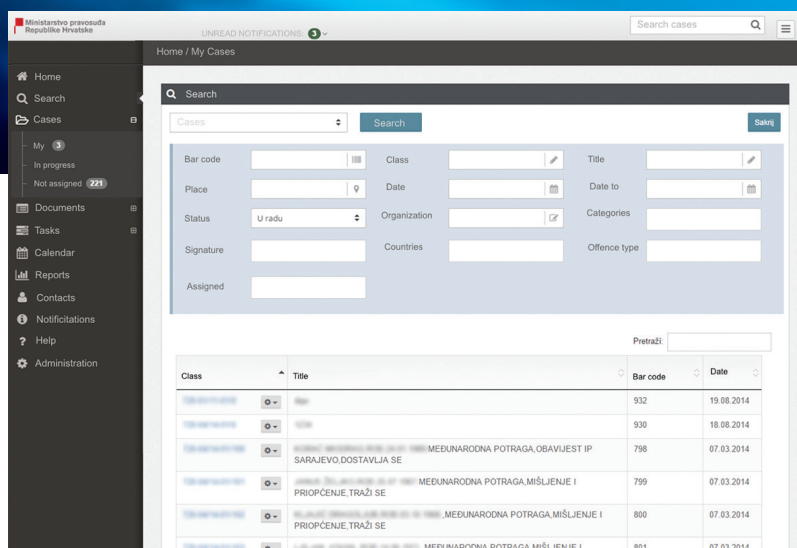 Ministarstvo pravosuđa
Republike Hrvatske
UNREAD NOTIFICATIONS: 3
Search cases
Home / My Cases
Home
Search
Cases
My 3
In progress
Not assigned 221
Documents
Tasks
Calendar
Reports
Contacts
Notificitations
Help
Administration
Search
Cases
Search
Sakrij
Bar code
Class
Title
Place
Date
Date to
Status
U radu
Organization
Categories
Signature
Countries
Offence type
Assigned
Pretraži:
Class Title Bar code Date
932 19.08.2014
930 18.08.2014
MEĐUNARODNA POTRAGA,OBAVIJEST IP 798 07.03.2014
SARAJEVO,DOSTAVLJA SE
MEĐUNARODNA POTRAGA,MIŠLJENJE I 799 07.03.2014
PRIOPĆENJE,TRAŽI SE
,MEĐUNARODNA POTRAGA,MIŠLJENJE I 800 07.03.2014
PRIOPĆENJE,TRAŽI SE
MEĐUNARODNA POTRAGA,MIŠLJENJE I 801 07.03.2014